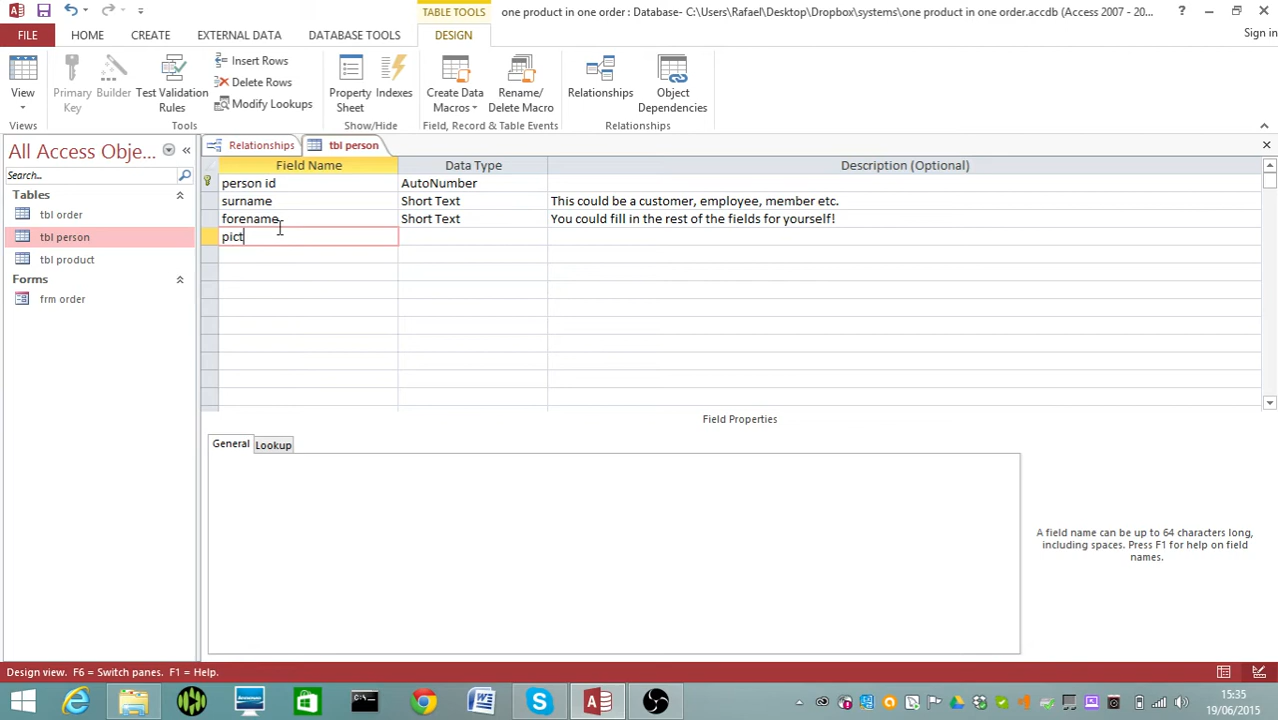 TABLE TOOLS
one product in one order : Database- C:\Users\Rafael\Desktop\Dropbox\systems\one product in one order.accdb (Access 2007 - 20...
FILE
HOME
CREATE
EXTERNAL DATA
DATABASE TOOLS
DESIGN
Sign in
View
Primary Key
Builder
Test Validation Rules
Insert Rows
Delete Rows
Modify Lookups
Property Sheet
Indexes
Create Data Macros
Rename/ Delete Macro
Relationships
Object Dependencies
Views
Tools
Show/Hide
Field, Record & Table Events
Relationships
All Access Obje...
Search...
Tables
tbl order
tbl person
tbl product
Forms
frm order
Relationships
tbl person
Field Name Data Type Description (Optional)
person id AutoNumber
surname Short Text This could be a customer, employee, member etc.
forename Short Text You could fill in the rest of the fields for yourself!
pict
Field Properties
General
Lookup
A field name can be up to 64 characters long,
including spaces. Press F1 for help on field
names.
Design view. F6 = Switch panes. F1 = Help.
15:35
19/06/2015